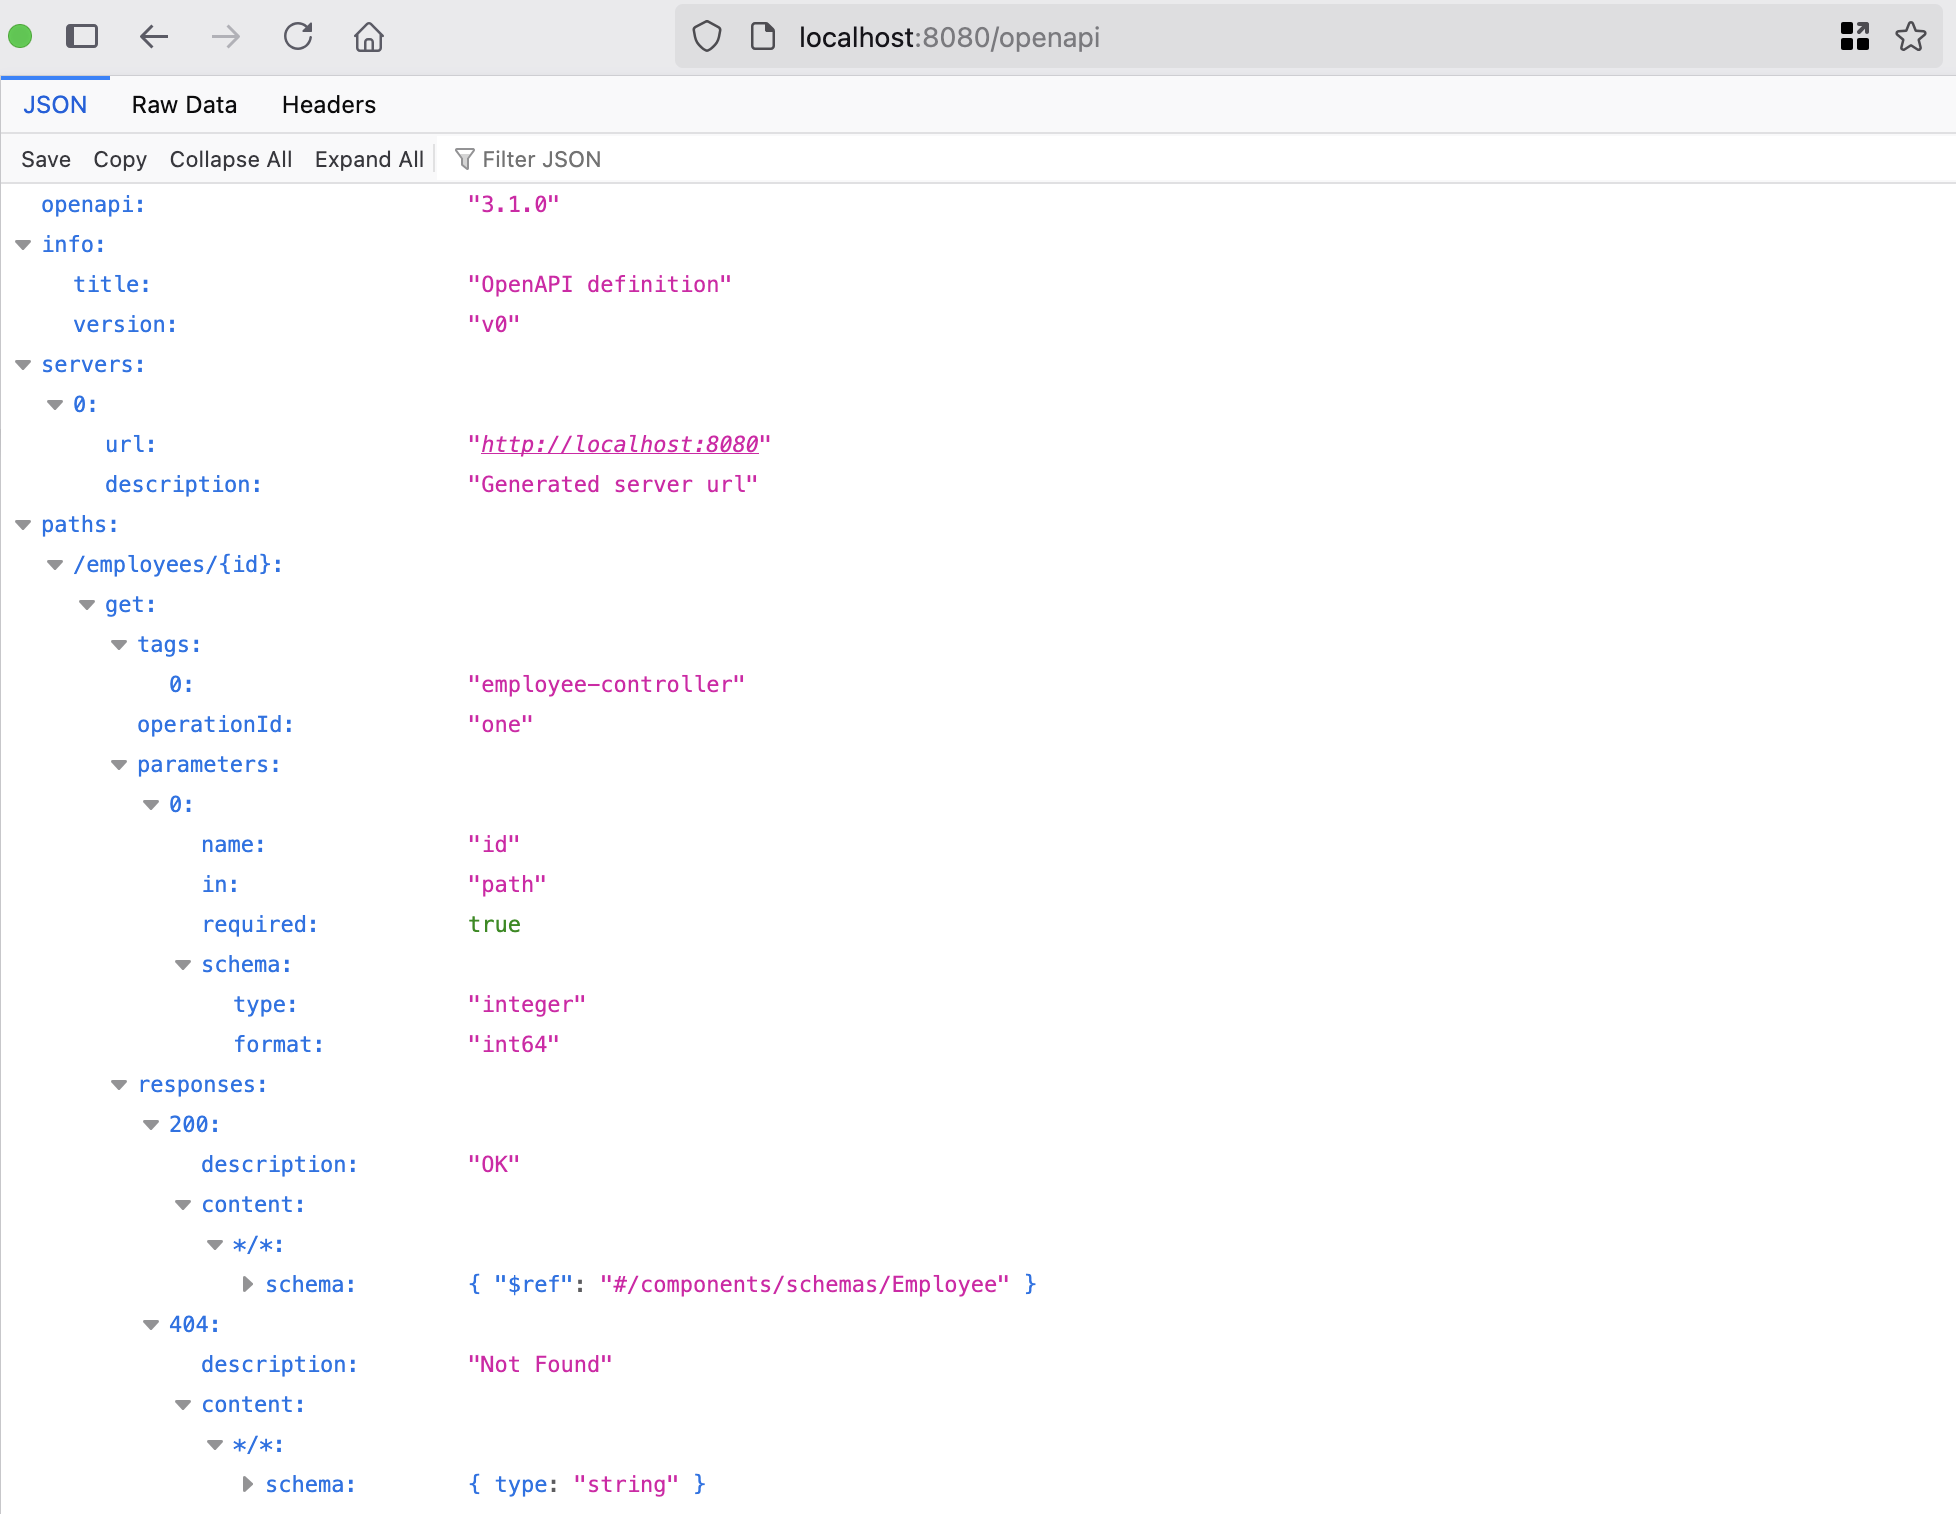 localhost:8080/openapi
JSON Raw Data Headers
Save Copy Collapse All Expand All Filter JSON
openapi: "3.1.0"
info:
title: "OpenAPI definition"
version: "v0"
servers:
0:
url: "http://localhost:8080"
description: "Generated server url"
paths:
/employees/{id}:
get:
tags:
0: "employee-controller"
operationId: "one"
parameters:
0:
name: "id"
in: "path"
required: true
schema:
type: "integer"
format: "int64"
responses:
200:
description: "OK"
content:
*/*:
schema: { "$ref": "#/components/schemas/Employee" }
404:
description: "Not Found"
content:
*/*:
schema: { type: "string" }